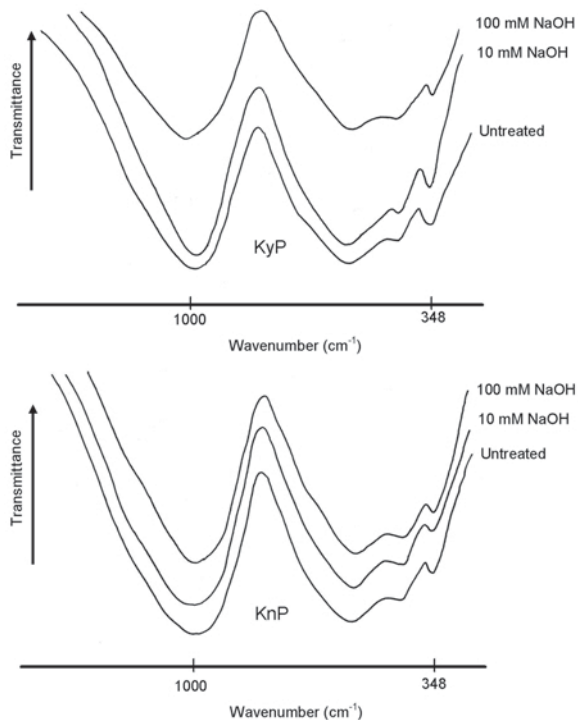 100 mM NaOH
10 mM NaOH
Untreated
Transmittance
KyP
1000
348
Wavenumber (cm⁻¹)
100 mM NaOH
10 mM NaOH
Untreated
Transmittance
KnP
1000
348
Wavenumber (cm⁻¹)